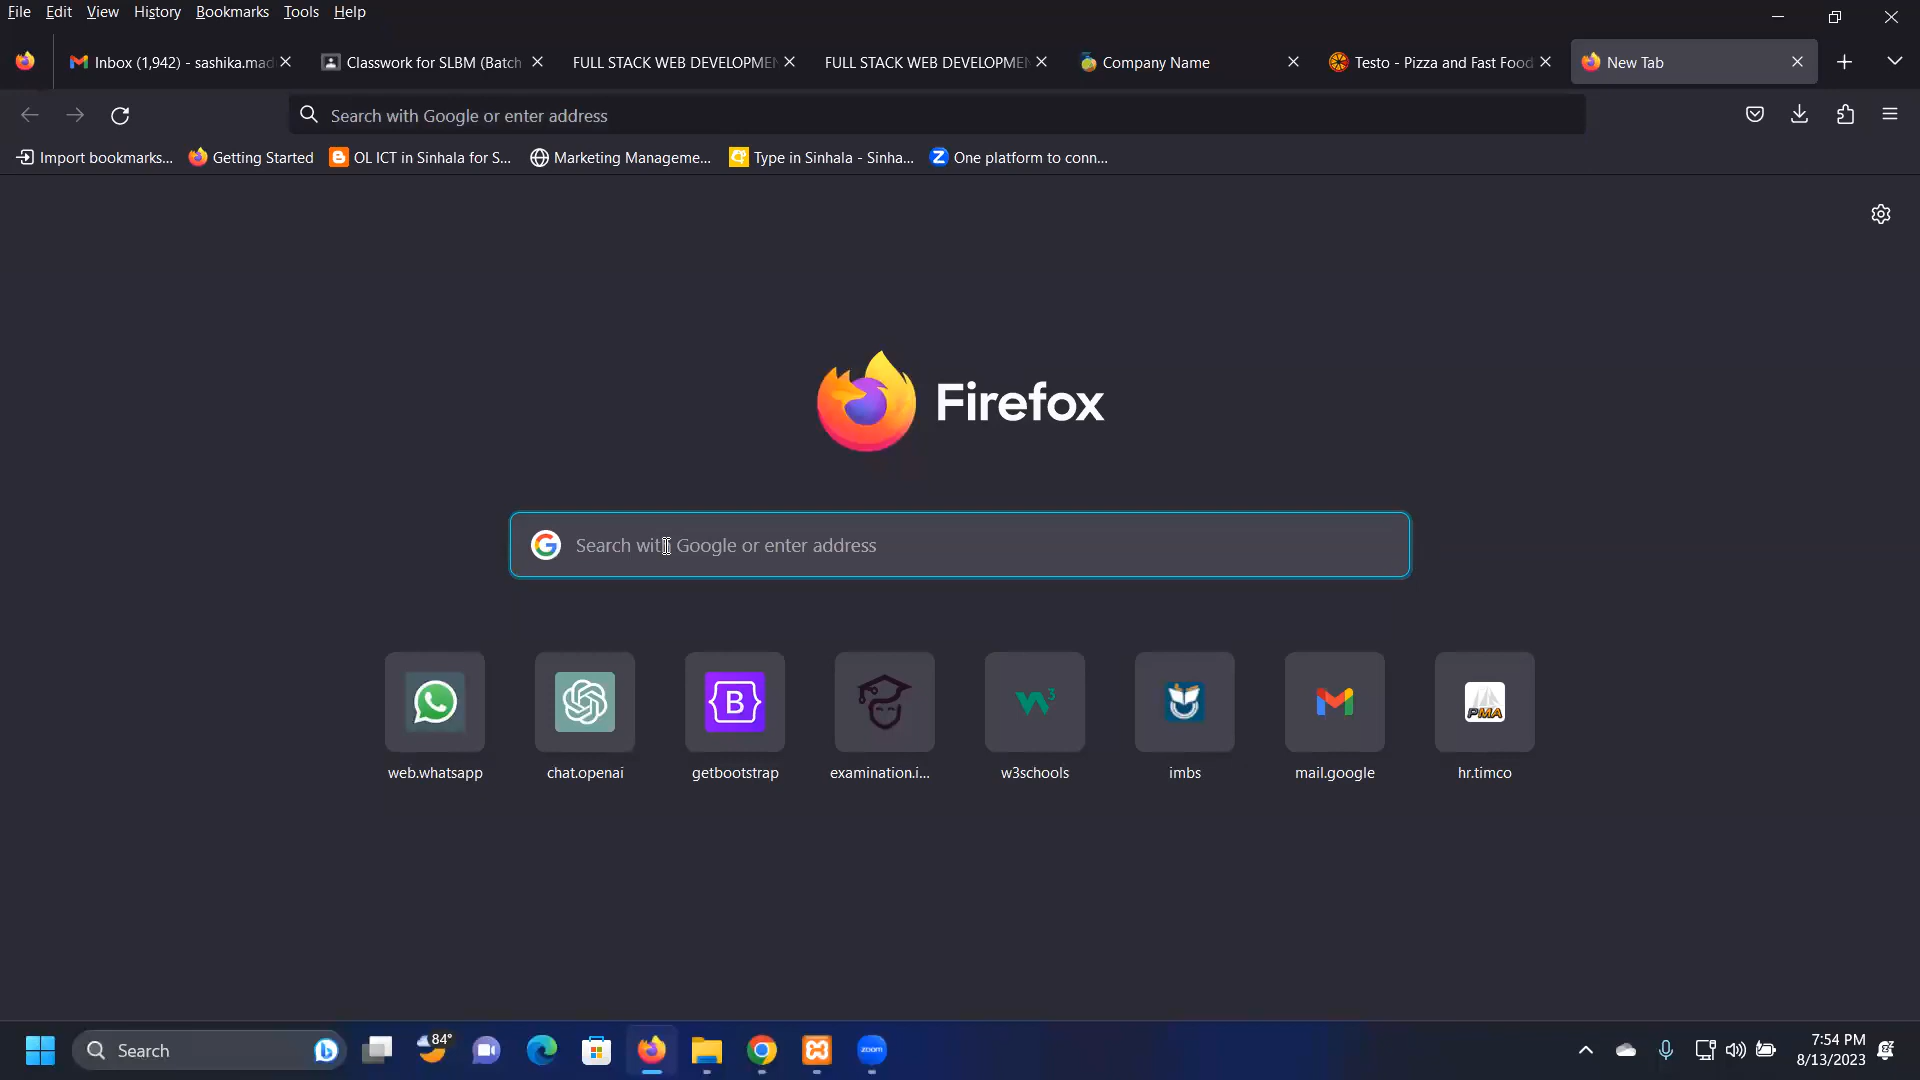 File Edit View History Bookmarks Tools Help
Inbox (1,942) - sashika.mad Classwork for SLBM (Batch FULL STACK WEB DEVELOPMEN FULL STACK WEB DEVELOPMEN Company Name Testo - Pizza and Fast Food New Tab
Search with Google or enter address
Import bookmarks... Getting Started OL ICT in Sinhala for S... Marketing Manageme... Type in Sinhala - Sinha... One platform to conn...
Firefox
Search with Google or enter address
web.whatsapp chat.openai getbootstrap examination.i... w3schools imbs mail.google hr.timco
Search 84° zoom 7:54 PM
8/13/2023